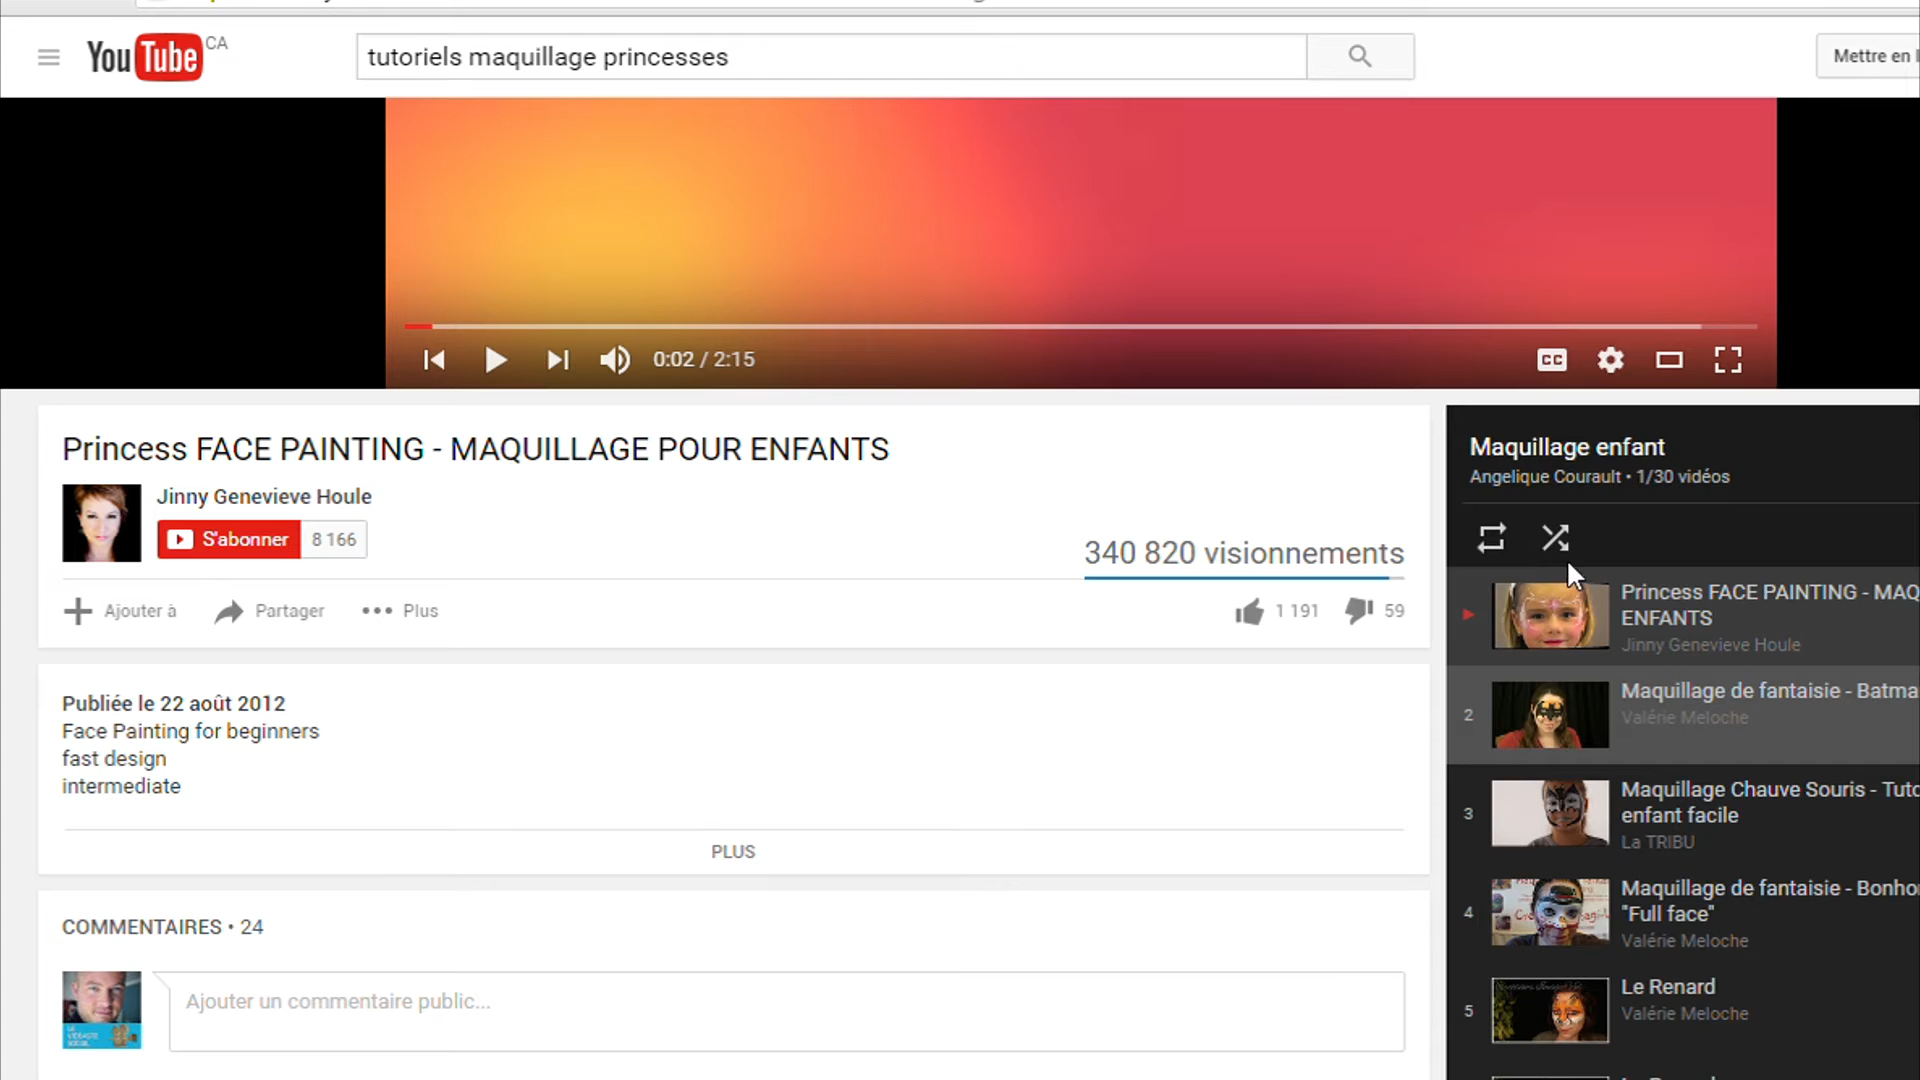 YouTube CA
tutoriels maquillage princesses
Mettre en l
0:02 / 2:15
CC
Princess FACE PAINTING - MAQUILLAGE POUR ENFANTS
Jinny Genevieve Houle
S'abonner 8 166
340 820 visionnements
Ajouter à Partager Plus
1 191 59
Publiée le 22 août 2012
Face Painting for beginners
fast design
intermediate
PLUS
COMMENTAIRES • 24
Ajouter un commentaire public...
Maquillage enfant
Angelique Courault • 1/30 vidéos
Princess FACE PAINTING - MAQ
ENFANTS
Jinny Genevieve Houle
2
Maquillage de fantaisie - Batma
Valérie Meloche
3
Maquillage Chauve Souris - Tuto
enfant facile
La TRIBU
4
Maquillage de fantaisie - Bonho
"Full face"
Valérie Meloche
5
Le Renard
Valérie Meloche